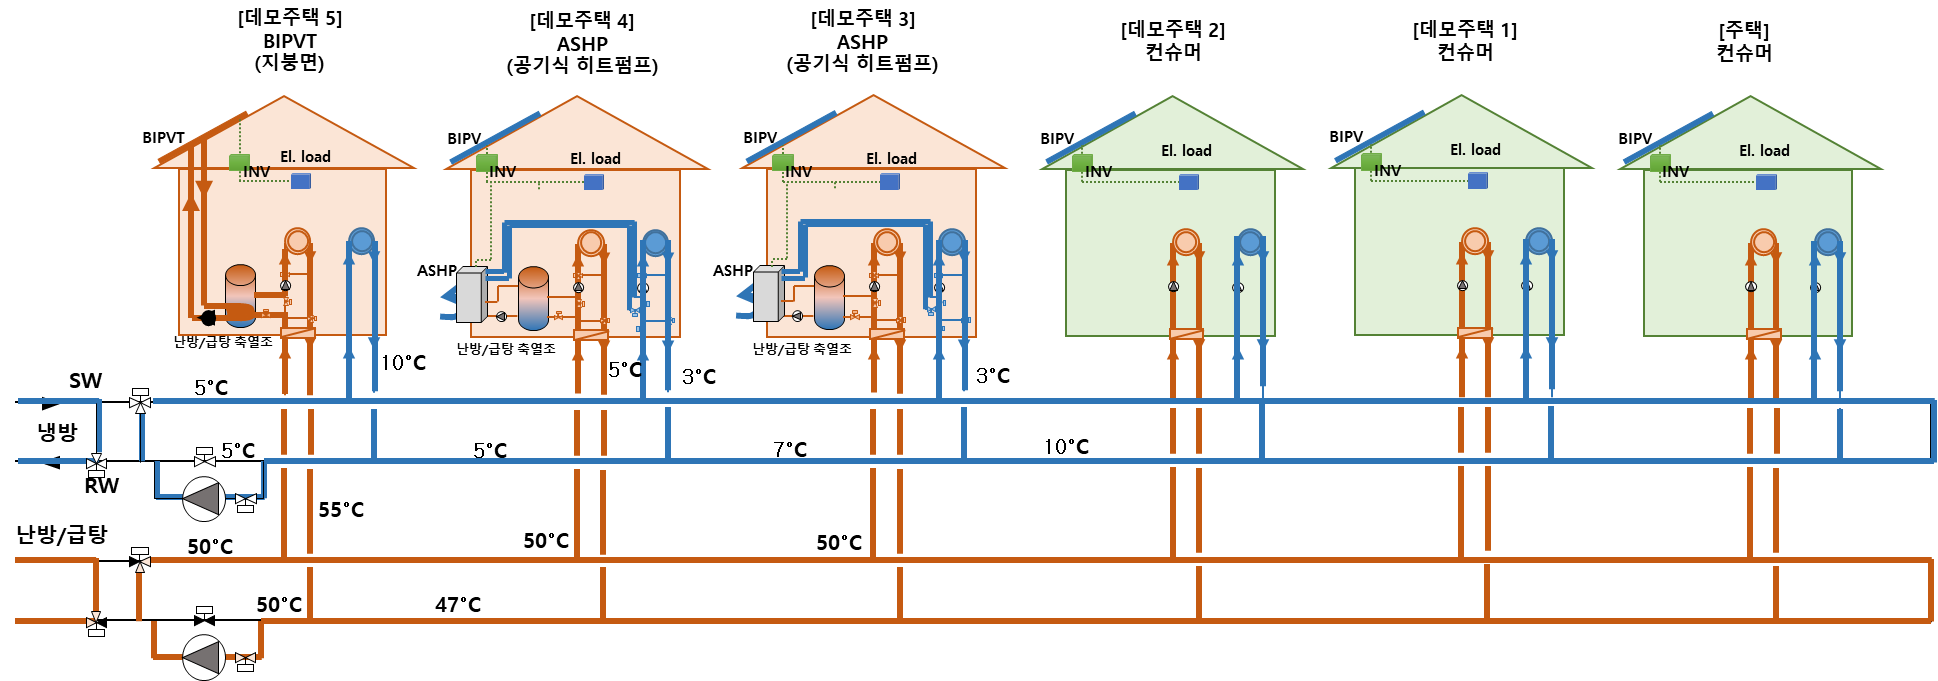 [데모주택 5]
BIPVT
(지붕면)
[데모주택 4]
ASHP
(공기식 히트펌프)
[데모주택 3]
ASHP
(공기식 히트펌프)
[데모주택 2]
컨슈머
[데모주택 1]
컨슈머
[주택]
컨슈머
BIPVT
El. load
INV
BIPV
El. load
INV
BIPV
El. load
INV
BIPV
El. load
INV
BIPV
El. load
INV
BIPV
El. load
INV
ASHP
ASHP
난방/급탕 축열조
난방/급탕 축열조
난방/급탕 축열조
10°C
5°C
3°C
3°C
SW
5°C
냉방
5°C
5°C
7°C
10°C
RW
55°C
난방/급탕
50°C
50°C
50°C
50°C
47°C